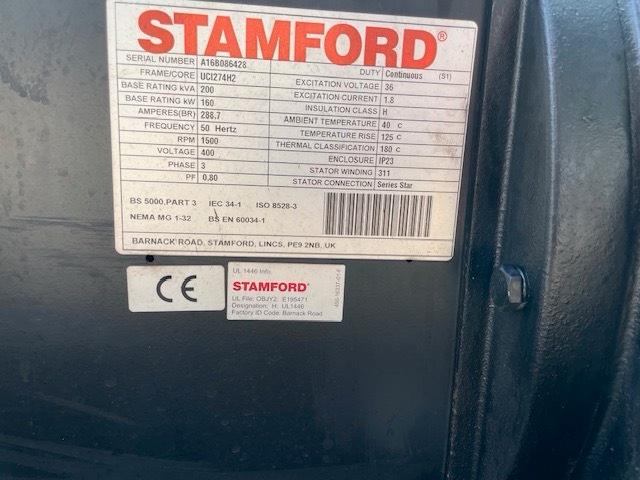 STAMFORD®
SERIAL NUMBER A16B086428
FRAME/CORE UCI274H2
BASE RATING kVA 200
BASE RATING kW 160
AMPERES(BR) 288.7
FREQUENCY 50 Hertz
RPM 1500
VOLTAGE 400
PHASE 3
PF 0.80
DUTY Continuous (S1)
EXCITATION VOLTAGE 36
EXCITATION CURRENT 1.8
INSULATION CLASS H
AMBIENT TEMPERATURE 40 C
TEMPERATURE RISE 125 C
THERMAL CLASSIFICATION 180 C
ENCLOSURE IP23
STATOR WINDING 311
STATOR CONNECTION Series Star
BS 5000,PART 3 IEC 34-1 ISO 8528-3
NEMA MG 1-32 BS EN 60034-1
BARNACK ROAD, STAMFORD, LINCS, PE9 2NB, UK
CE
UL 1446 Info.
STAMFORD®
UL File: OBJY2: E195471
Designation; H: UL1446
Factory ID Code: Barnack Road